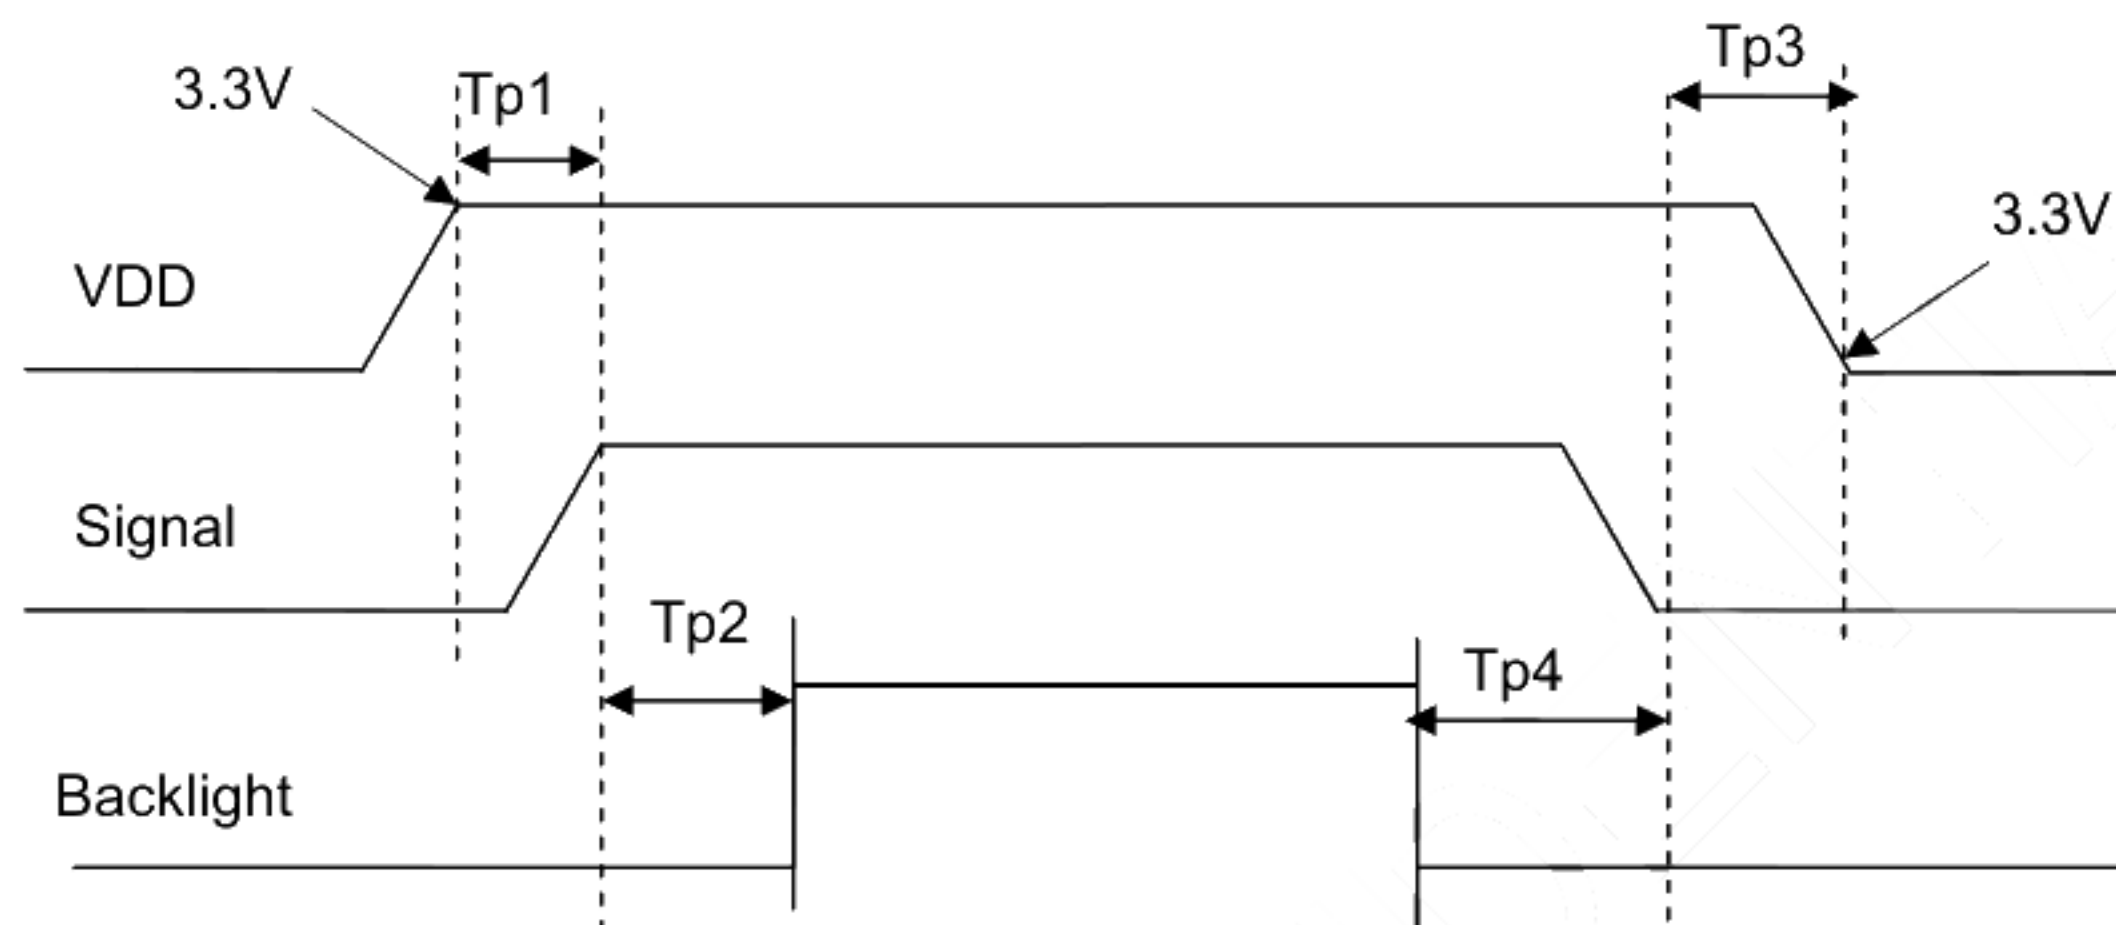 Tp3
3.3V
Tp1
3.3V
VDD
Signal
Tp2
Tp4
Backlight